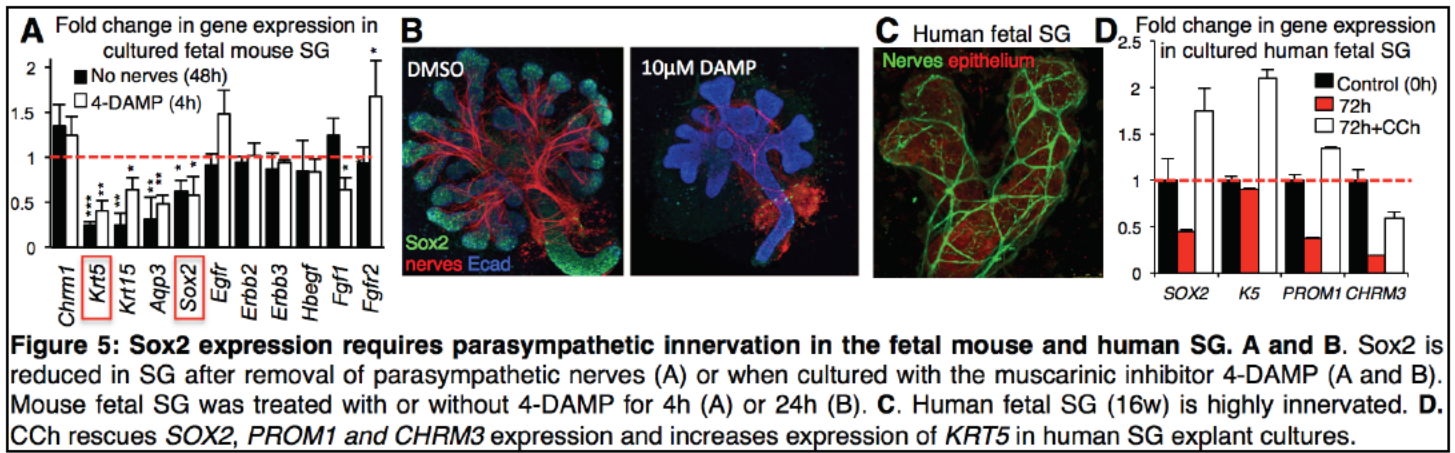 A Fold change in gene expression in
cultured fetal mouse SG
2
1.5
1
0.5
0
No nerves (48h)
4-DAMP (4h)
***
**
**
*
**
**
*
*
*
*
Chrm1
Krt5
Krt15
Aqp3
Sox2
Egfr
Erbb2
Erbb3
Hbegf
Fgf1
Fgfr2
B
DMSO
10µM DAMP
Sox2
nerves Ecad
C Human fetal SG
Nerves epithelium
D Fold change in gene expression
in cultured human fetal SG
2.5
2
1.5
1
0.5
0
Control (0h)
72h
72h+CCh
SOX2 K5 PROM1 CHRM3
Figure 5: Sox2 expression requires parasympathetic innervation in the fetal mouse and human SG. A and B. Sox2 is
reduced in SG after removal of parasympathetic nerves (A) or when cultured with the muscarinic inhibitor 4-DAMP (A and B).
Mouse fetal SG was treated with or without 4-DAMP for 4h (A) or 24h (B). C. Human fetal SG (16w) is highly innervated. D.
CCh rescues SOX2, PROM1 and CHRM3 expression and increases expression of KRT5 in human SG explant cultures.